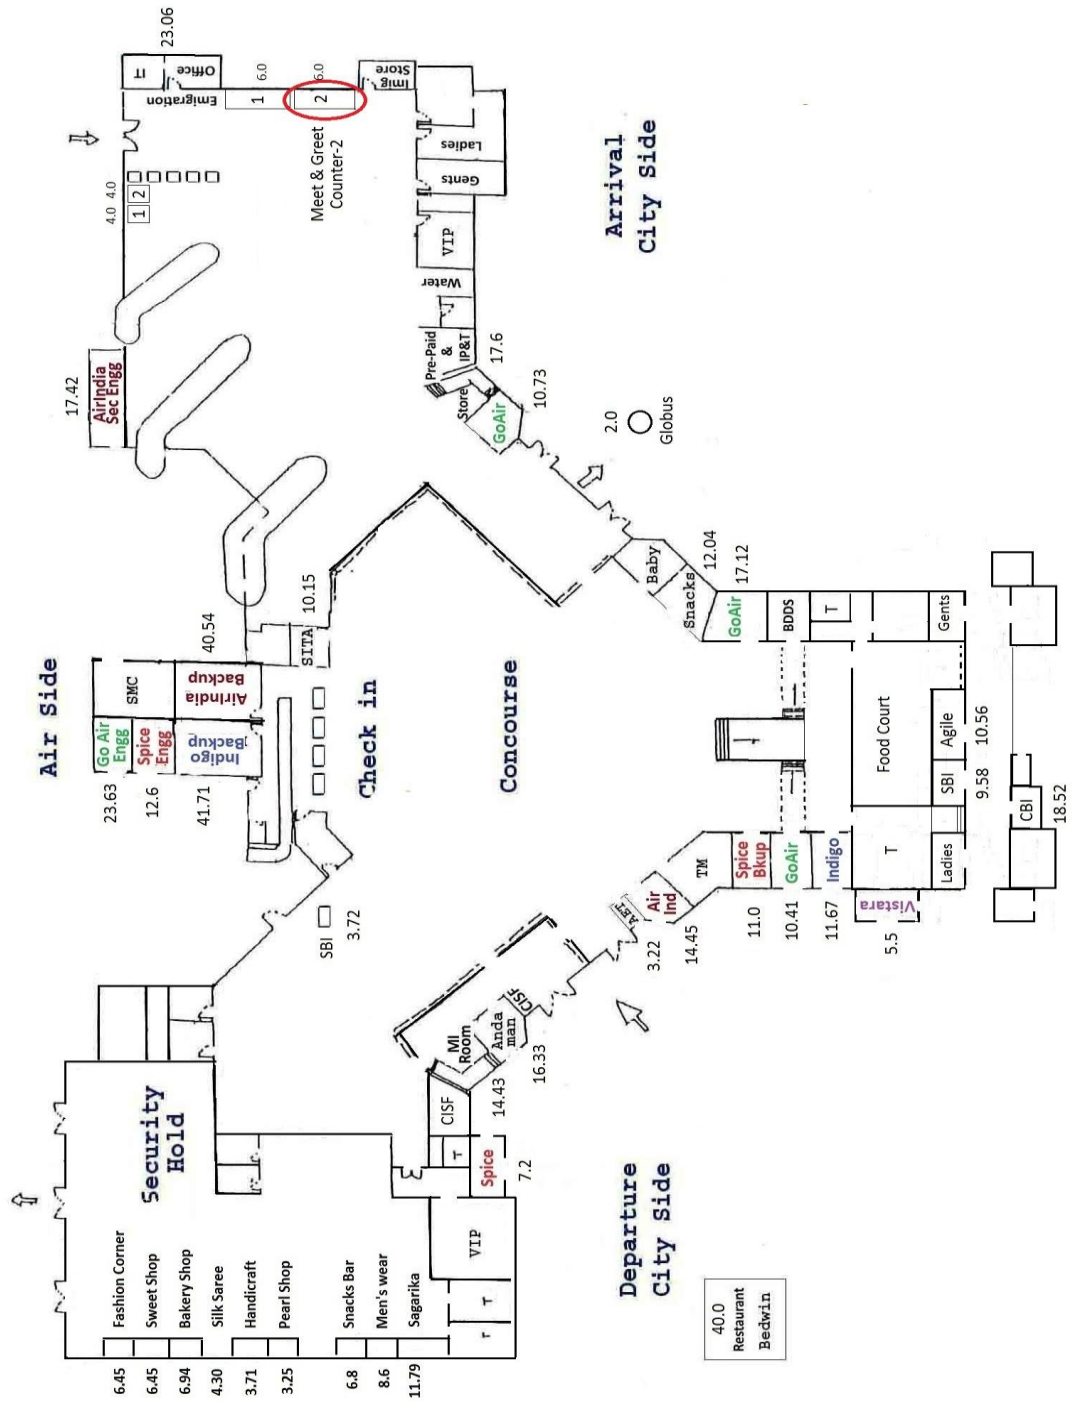 23.06
IT
Office
6.0
6.0
Imig
Store
Emigration
1
2
4.0 4.0
1 2
Meet & Greet
Counter-2
Ladies
Gents
VIP
Water
Pre-Paid
&
IP&T
17.6
Store
GoAir
10.73
17.42
AirIndia
Sec Engg
2.0
Globus
Arrival
City Side
Air Side
SMC
Go Air
Engg
Spice
Engg
AirIndia
Backup
Indigo
Backup
40.54
SITA
10.15
23.63
12.6
41.71
Check in
Concourse
Baby
Snacks
12.04
17.12
GoAir
BDDS
T
Gents
Food Court
Agile
10.56
SBI
9.58
CBI
18.52
T
Ladies
TM
Spice
Bkup
GoAir
Indigo
Vistara
11.0
10.41
11.67
5.5
Air
Ind
AET
3.22
14.45
SBI
3.72
CISF
Anda
man
MI
Room
16.33
14.43
CISF
T
Spice
7.2
VIP
T
T
Security
Hold
Departure
City Side
6.45 Fashion Corner
6.45 Sweet Shop
6.94 Bakery Shop
4.30 Silk Saree
3.71 Handicraft
3.25 Pearl Shop
6.8 Snacks Bar
8.6 Men's wear
11.79 Sagarika
40.0
Restaurant
Bedwin